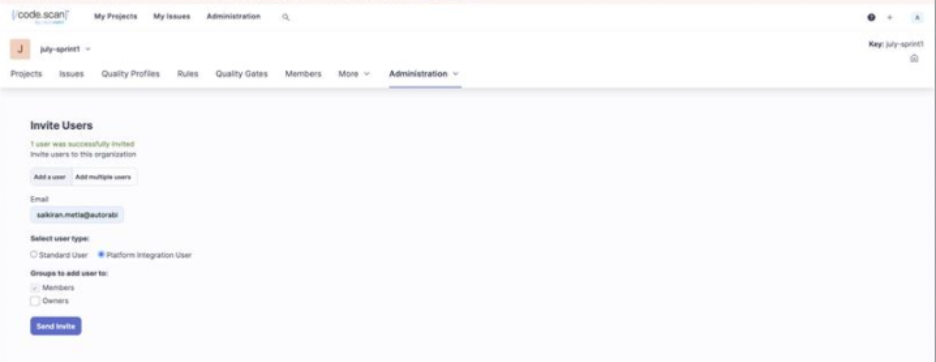 [/code.scan]"
My Projects My Issues Administration
A
J july-sprint1
Key: july-sprint1
Projects Issues Quality Profiles Rules Quality Gates Members More Administration
Invite Users
1 user was successfully invited
Invite users to this organization
Add a user Add multiple users
Email
saikiran.metla@autorabi
Select user type:
Standard User Platform Integration User
Groups to add user to:
Members
Owners
Send Invite